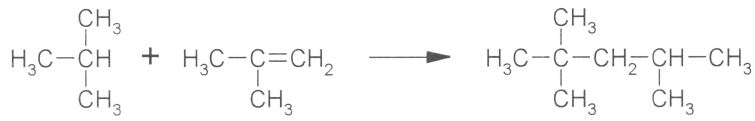 CH3 CH3
H3C-CH + H3C-C=CH2 → H3C-C-CH2-CH-CH3
CH3 CH3 CH3 CH3